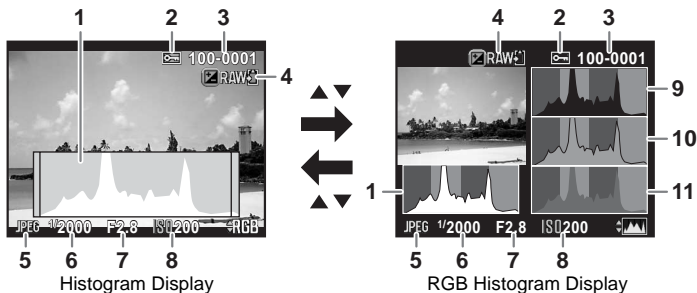 1 2 3
100-0001
RAW
4
JPEG 1/2000 F2.8 ISO200 RGB
5 6 7 8
Histogram Display
4 2 3
RAW 100-0001
9
10
1 11
JPEG 1/2000 F2.8 ISO200
5 6 7 8
RGB Histogram Display